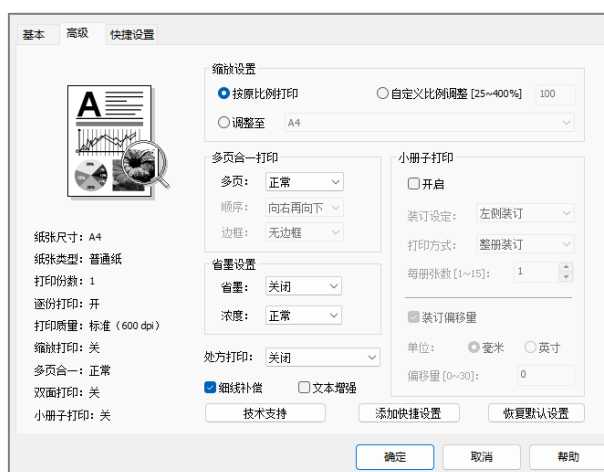 基本 高级 快捷设置
缩放设置
按原比例打印 自定义比例调整 [25~400%] 100
调整至 A4
多页合一打印
多页： 正常
顺序： 向右再向下
边框： 无边框
省墨设置
省墨： 关闭
浓度： 正常
处方打印： 关闭
细线补偿 文本增强
小册子打印
开启
装订设定： 左侧装订
打印方式： 整册装订
每册张数[1~15]： 1
装订偏移量
单位： 毫米 英寸
偏移量[0~30]： 0
A
纸张尺寸： A4
纸张类型： 普通纸
打印份数： 1
逐份打印： 开
打印质量： 标准（600 dpi）
缩放打印： 关
多页合一： 正常
双面打印： 关
小册子打印： 关
技术支持 添加快捷设置 恢复默认设置
确定 取消 帮助